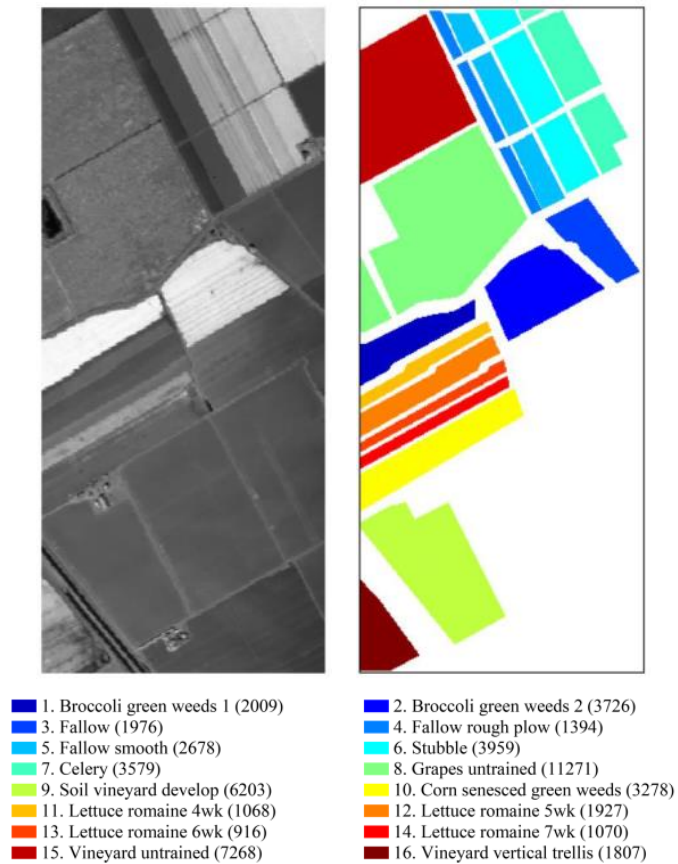 1. Broccoli green weeds 1 (2009)
2. Broccoli green weeds 2 (3726)
3. Fallow (1976)
4. Fallow rough plow (1394)
5. Fallow smooth (2678)
6. Stubble (3959)
7. Celery (3579)
8. Grapes untrained (11271)
9. Soil vineyard develop (6203)
10. Corn senesced green weeds (3278)
11. Lettuce romaine 4wk (1068)
12. Lettuce romaine 5wk (1927)
13. Lettuce romaine 6wk (916)
14. Lettuce romaine 7wk (1070)
15. Vineyard untrained (7268)
16. Vineyard vertical trellis (1807)